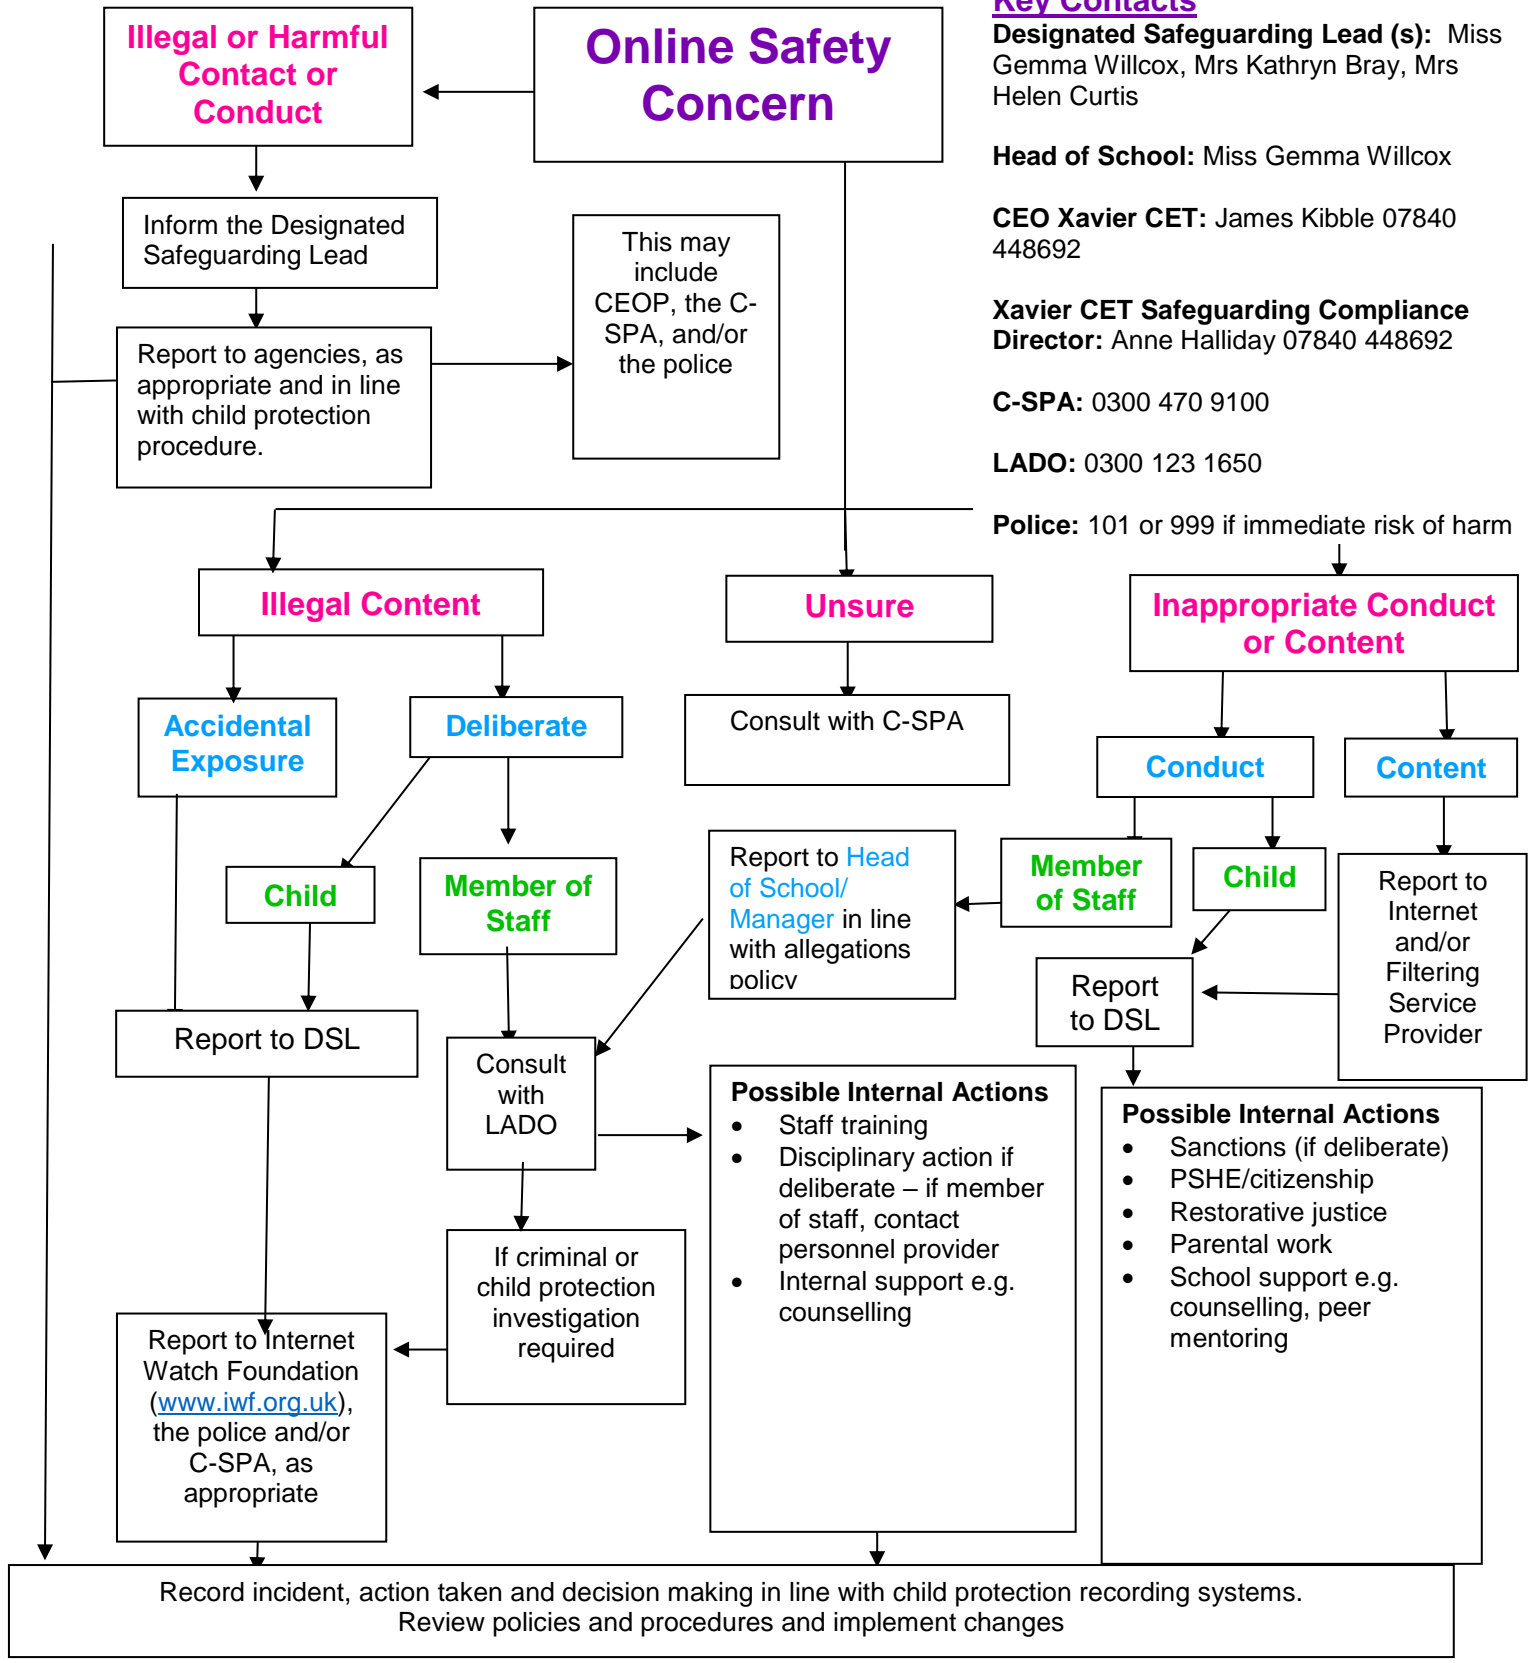 Illegal or Harmful
Contact or
Conduct
Online Safety
Concern
Key Contacts
Designated Safeguarding Lead (s):  Miss
Gemma Willcox, Mrs Kathryn Bray, Mrs
Helen Curtis
Head of School: Miss Gemma Willcox
CEO Xavier CET: James Kibble 07840
448692
Xavier CET Safeguarding Compliance
Director: Anne Halliday 07840 448692
C-SPA: 0300 470 9100
LADO: 0300 123 1650
Police: 101 or 999 if immediate risk of harm
Inform the Designated
Safeguarding Lead
This may
include
CEOP, the C-
SPA, and/or
the police
Report to agencies, as
appropriate and in line
with child protection
procedure.
Illegal Content
Unsure
Inappropriate Conduct
or Content
Accidental
Exposure
Deliberate
Consult with C-SPA
Conduct
Content
Child
Member of
Staff
Report to Head
of School/
Manager in line
with allegations
policy
Member
of Staff
Child
Report to
Internet
and/or
Filtering
Service
Provider
Report to DSL
Consult
with
LADO
Report
to DSL
Possible Internal Actions
• Staff training
• Disciplinary action if
deliberate – if member
of staff, contact
personnel provider
• Internal support e.g.
counselling
Possible Internal Actions
• Sanctions (if deliberate)
• PSHE/citizenship
• Restorative justice
• Parental work
• School support e.g.
counselling, peer
mentoring
If criminal or
child protection
investigation
required
Report to Internet
Watch Foundation
(www.iwf.org.uk),
the police and/or
C-SPA, as
appropriate
Record incident, action taken and decision making in line with child protection recording systems.
Review policies and procedures and implement changes